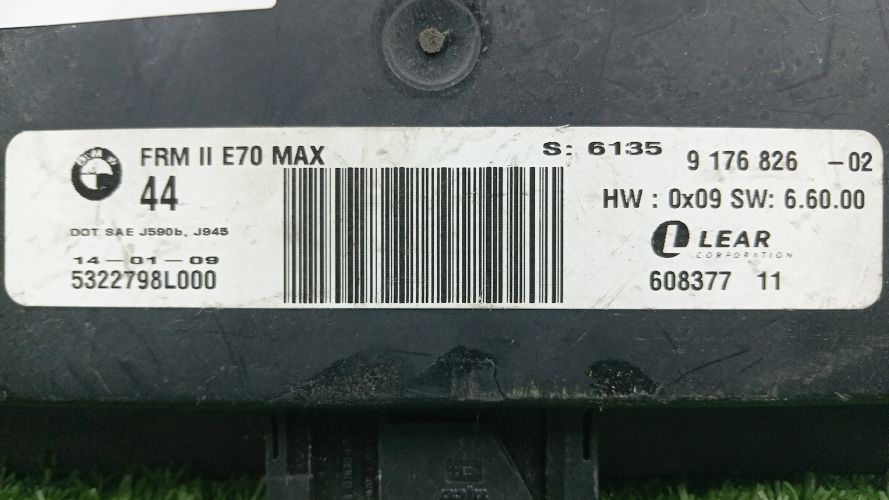 FRM II E70 MAX
S: 6135 9 176 826 -02
44
HW : 0x09 SW: 6.60.00
DOT SAE J590b, J945
LEAR
CORPORATION
14-01-09
5322798L000
608377 11